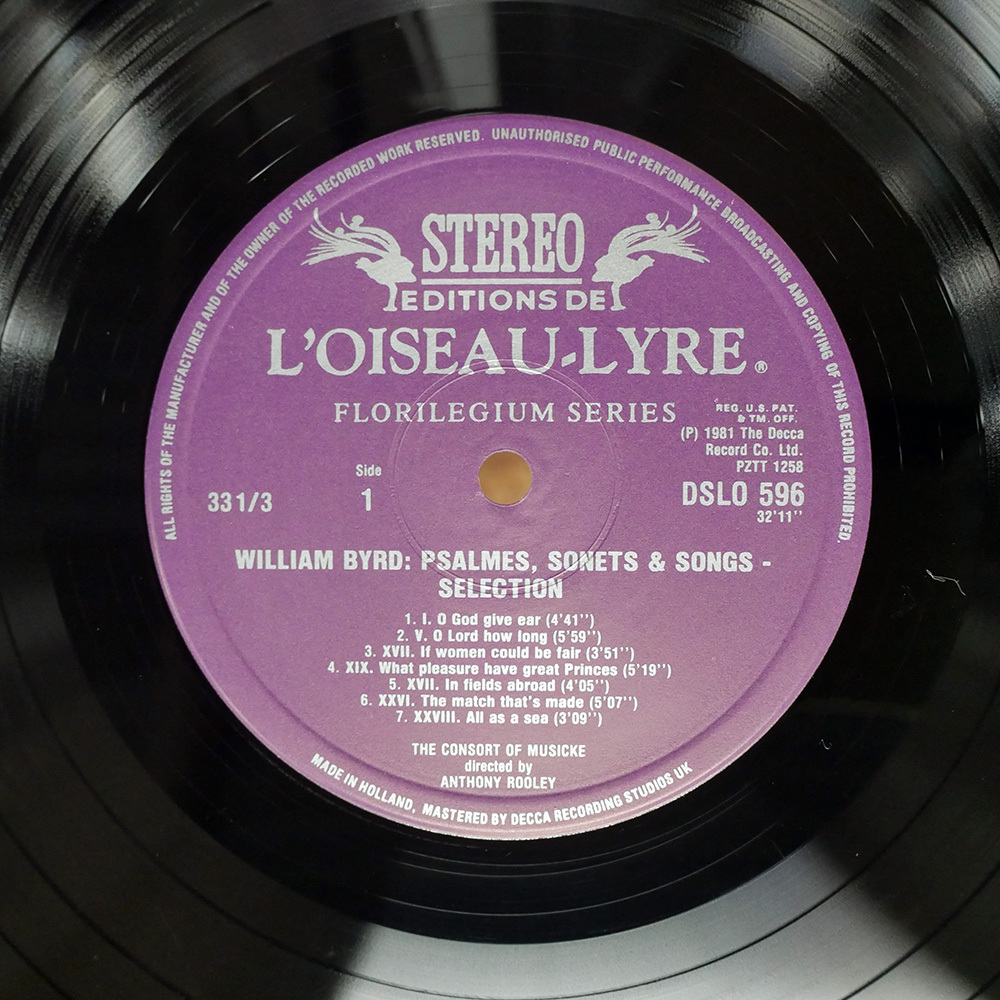 ALL RIGHTS OF THE MANUFACTURER AND OF THE OWNER OF THE RECORDED WORK RESERVED. UNAUTHORISED PUBLIC PERFORMANCE BROADCASTING AND COPYING OF THIS RECORD PROHIBITED.
STEREO
EDITIONS DE
L'OISEAU-LYRE®
FLORILEGIUM SERIES
REG. U.S. PAT.
& TM. OFF.
(P) 1981 The Decca
Record Co. Ltd.
PZTT 1258
Side
33 1/3
1
DSLO 596
32'11''
WILLIAM BYRD: PSALMES, SONETS & SONGS -
SELECTION
1. I. O God give ear (4'41'')
2. V. O Lord how long (5'59'')
3. XVII. If women could be fair (3'51'')
4. XIX. What pleasure have great Princes (5'19'')
5. XVII. In fields abroad (4'05'')
6. XXVI. The match that's made (5'07'')
7. XXVIII. All as a sea (3'09'')
THE CONSORT OF MUSICKE
directed by
ANTHONY ROOLEY
MADE IN HOLLAND, MASTERED BY DECCA RECORDING STUDIOS UK